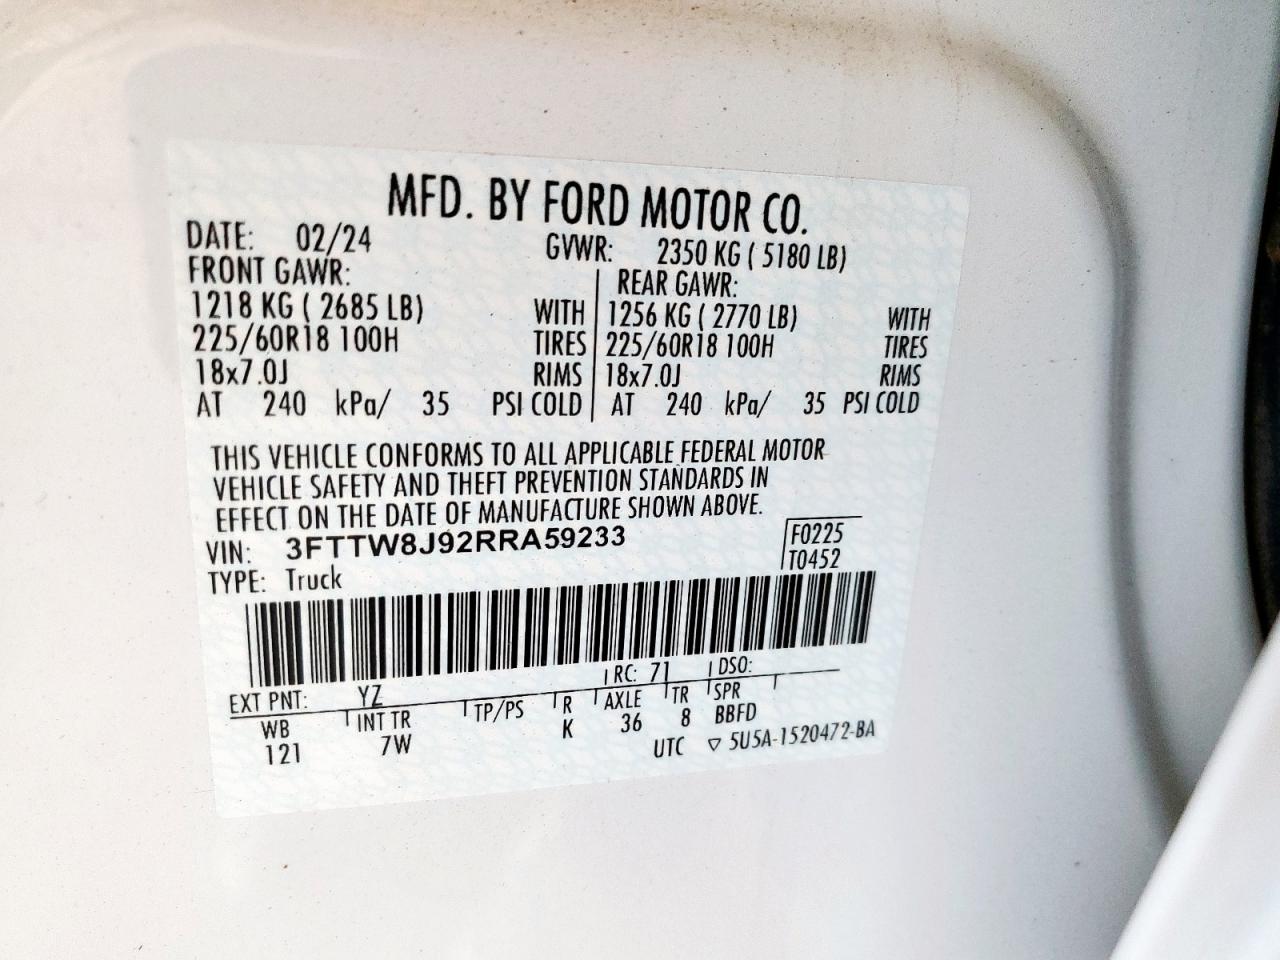 MFD. BY FORD MOTOR CO.
DATE: 02/24 GVWR: 2350 KG ( 5180 LB)
FRONT GAWR: REAR GAWR:
1218 KG ( 2685 LB) WITH 1256 KG ( 2770 LB) WITH
225/60R18 100H TIRES 225/60R18 100H TIRES
18x7.0J RIMS 18x7.0J RIMS
AT 240 kPa/ 35 PSI COLD AT 240 kPa/ 35 PSI COLD
THIS VEHICLE CONFORMS TO ALL APPLICABLE FEDERAL MOTOR
VEHICLE SAFETY AND THEFT PREVENTION STANDARDS IN
EFFECT ON THE DATE OF MANUFACTURE SHOWN ABOVE.
VIN: 3FTTW8J92RRA59233 F0225
TYPE: Truck T0452
EXT PNT: YZ RC: 71 DSO:
WB INT TR TP/PS R AXLE TR SPR
121 7W K 36 8 BBFD
UTC ▽ 5U5A-1520472-BA